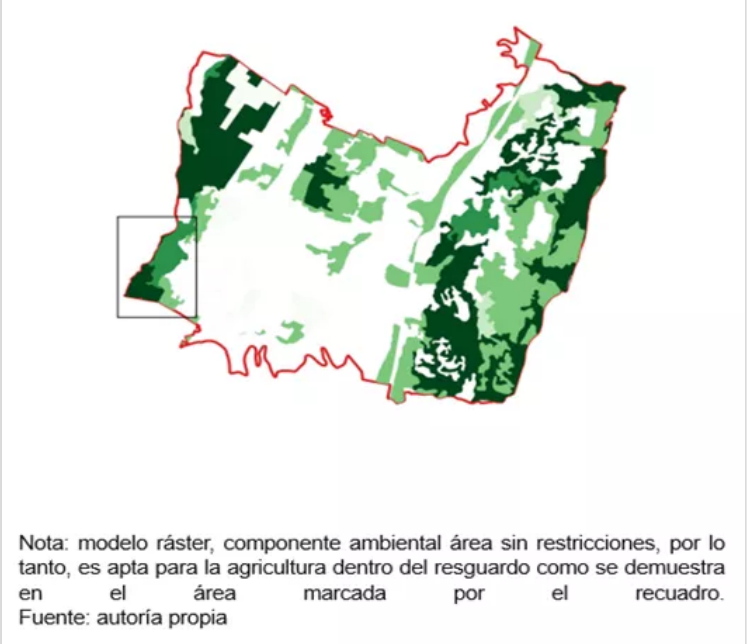 Nota: modelo ráster, componente ambiental área sin restricciones, por lo
tanto, es apta para la agricultura dentro del resguardo como se demuestra
en el área marcada por el recuadro.
Fuente: autoría propia